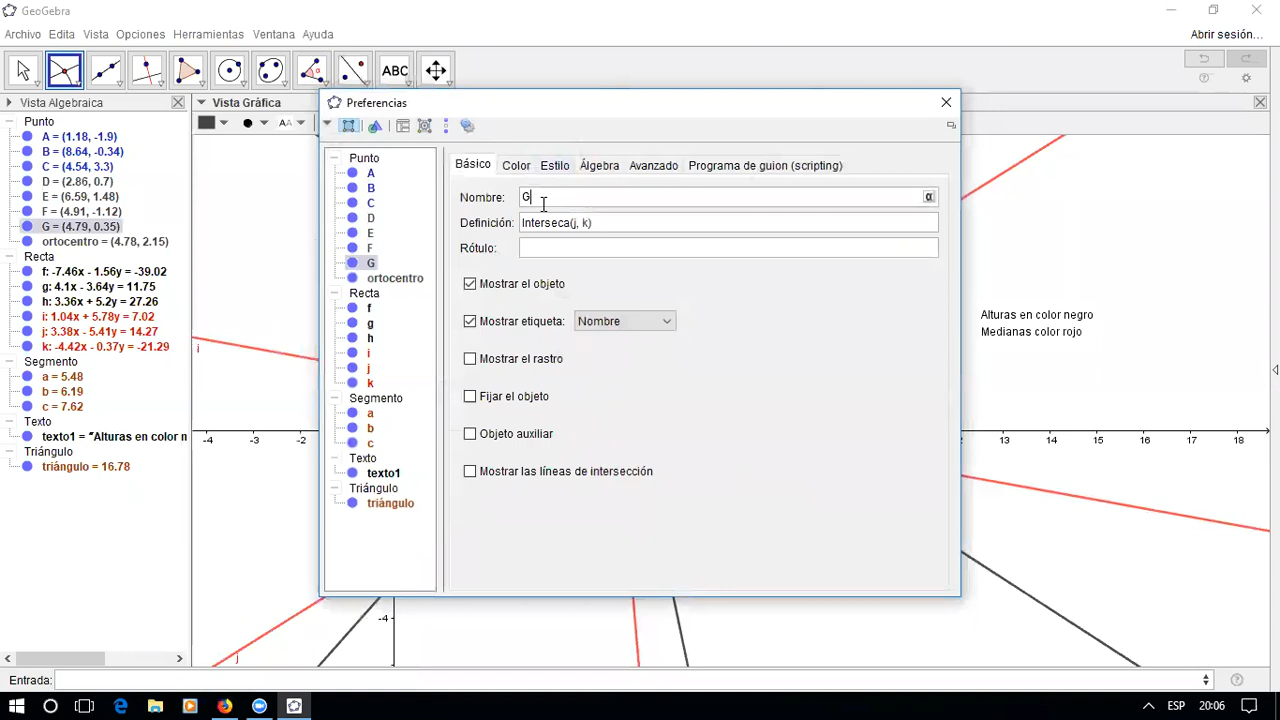 GeoGebra
Archivo Edita Vista Opciones Herramientas Ventana Ayuda
Abrir sesión...
ABC
Vista Algebraica
Vista Gráfica
AA
Punto
A = (1.18, -1.9)
B = (8.64, -0.34)
C = (4.54, 3.3)
D = (2.86, 0.7)
E = (6.59, 1.48)
F = (4.91, -1.12)
G = (4.79, 0.35)
ortocentro = (4.78, 2.15)
Recta
f: -7.46x - 1.56y = -39.02
g: 4.1x - 3.64y = 11.75
h: 3.36x + 5.2y = 27.26
i: 1.04x + 5.78y = 7.02
j: 3.38x - 5.41y = 14.27
k: -4.42x - 0.37y = -21.29
Segmento
a = 5.48
b = 6.19
c = 7.62
Texto
texto1 = "Alturas en color n
Triángulo
triángulo = 16.78
Preferencias
Punto
A
B
C
D
E
F
G
ortocentro
Recta
f
g
h
i
j
k
Segmento
a
b
c
Texto
texto1
Triángulo
triángulo
Básico Color Estilo Álgebra Avanzado Programa de guion (scripting)
Nombre: G α
Definición: Interseca(j, k)
Rótulo:
Mostrar el objeto
Mostrar etiqueta: Nombre
Mostrar el rastro
Fijar el objeto
Objeto auxiliar
Mostrar las líneas de intersección
Alturas en color negro
Medianas color rojo
i
-4 -3 -2 12 13 14 15 16 17 18
-4
j
Entrada:
ESP 20:06